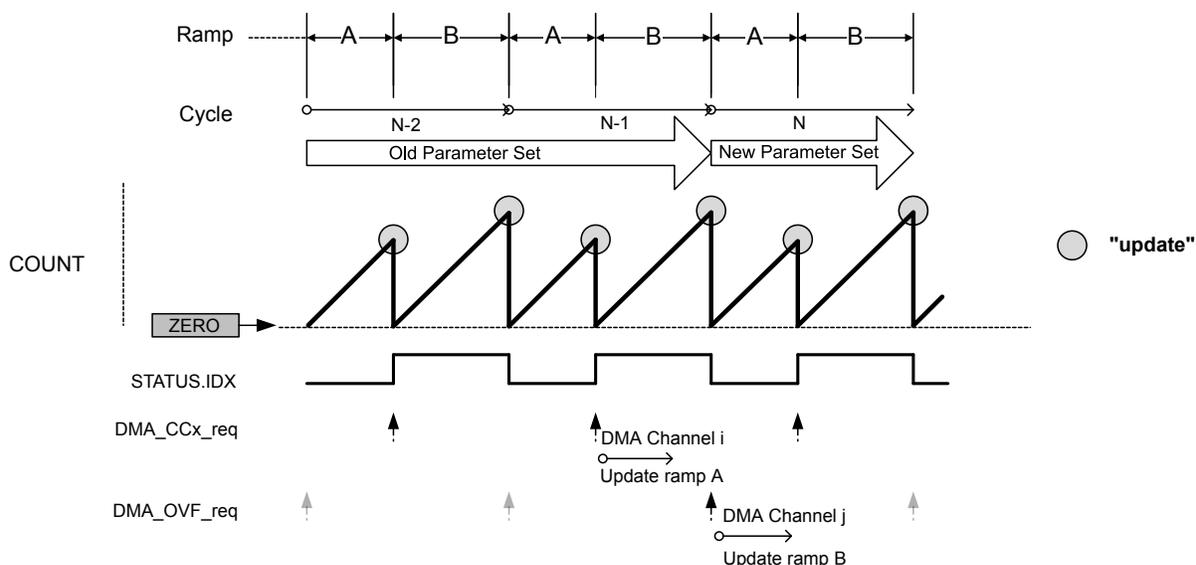 Ramp A B A B A B
Cycle
N-2 N-1 N
Old Parameter Set New Parameter Set
COUNT "update"
ZERO
STATUS.IDX
DMA_CCx_req
DMA Channel i
Update ramp A
DMA_OVF_req
DMA Channel j
Update ramp B